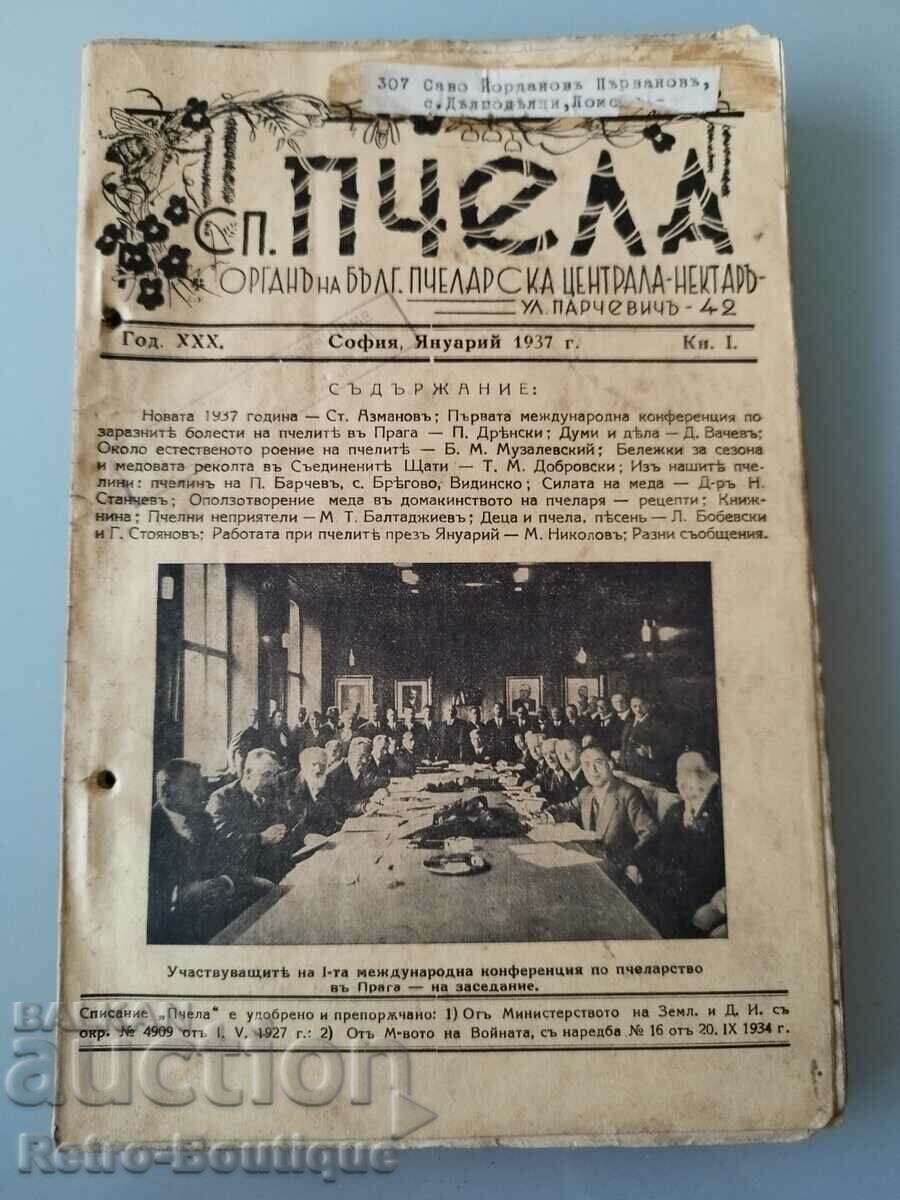 307 Саво Йордановъ Първановъ,
с.Дългодѣлци, Ломс
Сп. ПЧЕЛА
ОРГАНЪ НА БЪЛГ. ПЧЕЛАРСКА ЦЕНТРАЛА-НЕКТАРЪ-
УЛ. ПАРЧЕВИЧЪ - 42
Год. XXX. София, Януарий 1937 г. Кн. I.
СЪДЪРЖАНИЕ:
Новата 1937 година — Ст. Азмановъ; Първата международна конференция по
заразнитѣ болести на пчелитѣ въ Прага — П. Дрѣнски; Думи и дѣла — Д. Вачевъ;
Около естественото роение на пчелитѣ — Б. М. Музалевский; Бележки за сезона
и медовата реколта въ Съединенитѣ Щати — Т. М. Добровски; Изъ нашитѣ пче-
лини: пчелинъ на П. Барчевъ, с. Брѣгово, Видинско; Силата на меда — Д-ръ Н.
Станчевъ; Оползотворение меда въ домакинството на пчеларя — рецепти; Книж-
нина; Пчелни неприятели — М. Т. Балтаджиевъ; Деца и пчела, пѣсень — Л. Бобевски
и Г. Стояновъ; Работата при пчелитѣ презъ Януарий — М. Николовъ; Разни съобщения.
Участвуващитѣ на I-та международна конференция по пчеларство
въ Прага — на заседание.
Списание „Пчела“ е удобрено и препорѫчано: 1) Отъ Министерството на Земл. и Д. И. съ
окр. № 4909 отъ I. V. 1927 г.: 2) Отъ М-вото на Войната, съ наредба № 16 отъ 20. IX 1934 г.
BALKAN
auction
Retro-Boutique